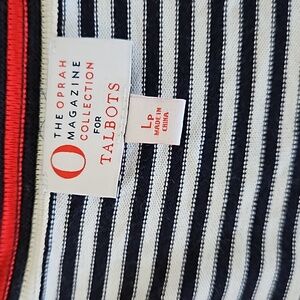 O
THE OPRAH
MAGAZINE
COLLECTION
FOR
TALBOTS
LP
MADE IN
CHINA